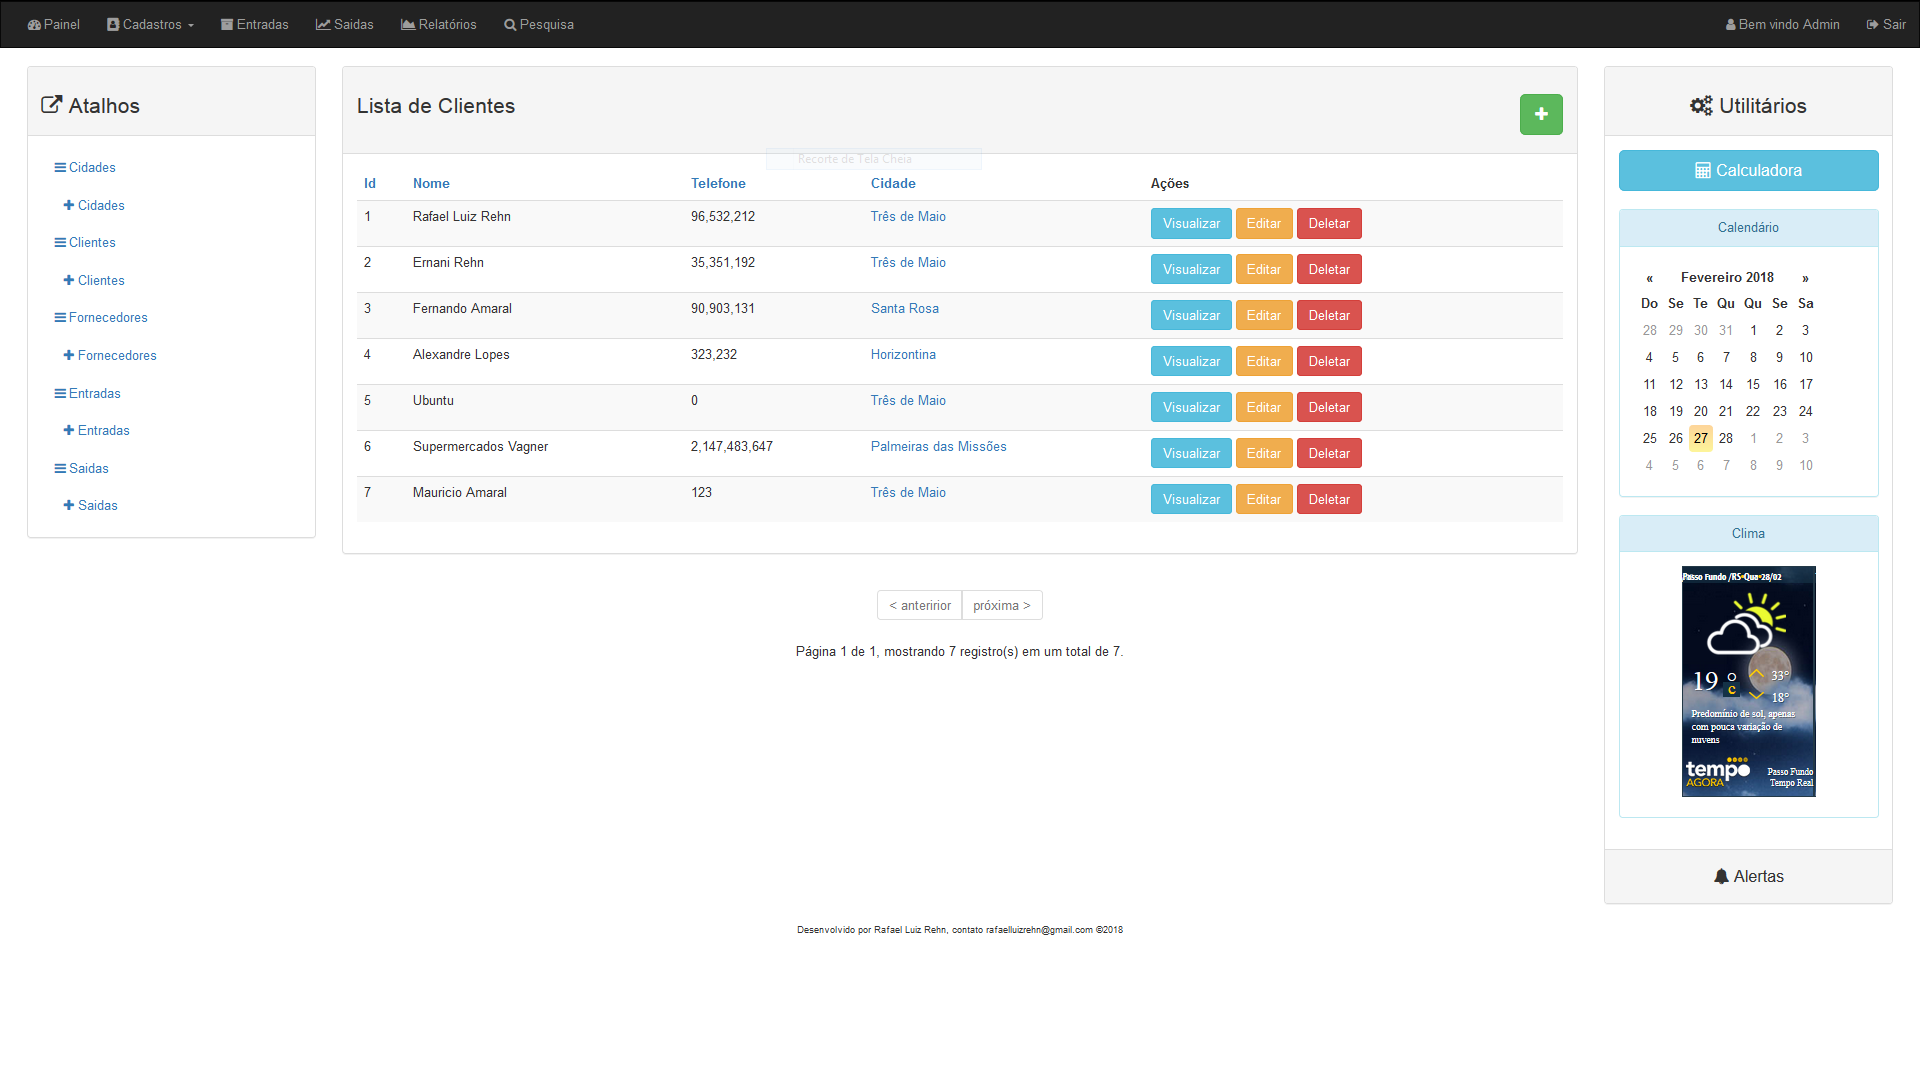 Painel Cadastros Entradas Saidas Relatórios Pesquisa Bem vindo Admin Sair
Atalhos
Cidades
Cidades
Clientes
Clientes
Fornecedores
Fornecedores
Entradas
Entradas
Saidas
Saidas
Lista de Clientes
Recorte de Tela Cheia
Id Nome Telefone Cidade Ações
1 Rafael Luiz Rehn 96,532,212 Três de Maio Visualizar Editar Deletar
2 Ernani Rehn 35,351,192 Três de Maio Visualizar Editar Deletar
3 Fernando Amaral 90,903,131 Santa Rosa Visualizar Editar Deletar
4 Alexandre Lopes 323,232 Horizontina Visualizar Editar Deletar
5 Ubuntu 0 Três de Maio Visualizar Editar Deletar
6 Supermercados Vagner 2,147,483,647 Palmeiras das Missões Visualizar Editar Deletar
7 Mauricio Amaral 123 Três de Maio Visualizar Editar Deletar
< anteririor próxima >
Página 1 de 1, mostrando 7 registro(s) em um total de 7.
Utilitários
Calculadora
Calendário
« Fevereiro 2018 »
Do Se Te Qu Qu Se Sa
28 29 30 31 1 2 3
4 5 6 7 8 9 10
11 12 13 14 15 16 17
18 19 20 21 22 23 24
25 26 27 28 1 2 3
4 5 6 7 8 9 10
Clima
Passo Fundo /RS•Qua•28/02
19 ° C 33°
18°
Predomínio de sol, apenas
com pouca variação de
nuvens
tempo
AGORA
Passo Fundo
Tempo Real
Alertas
Desenvolvido por Rafael Luiz Rehn, contato rafaelluizrehn@gmail.com ©2018